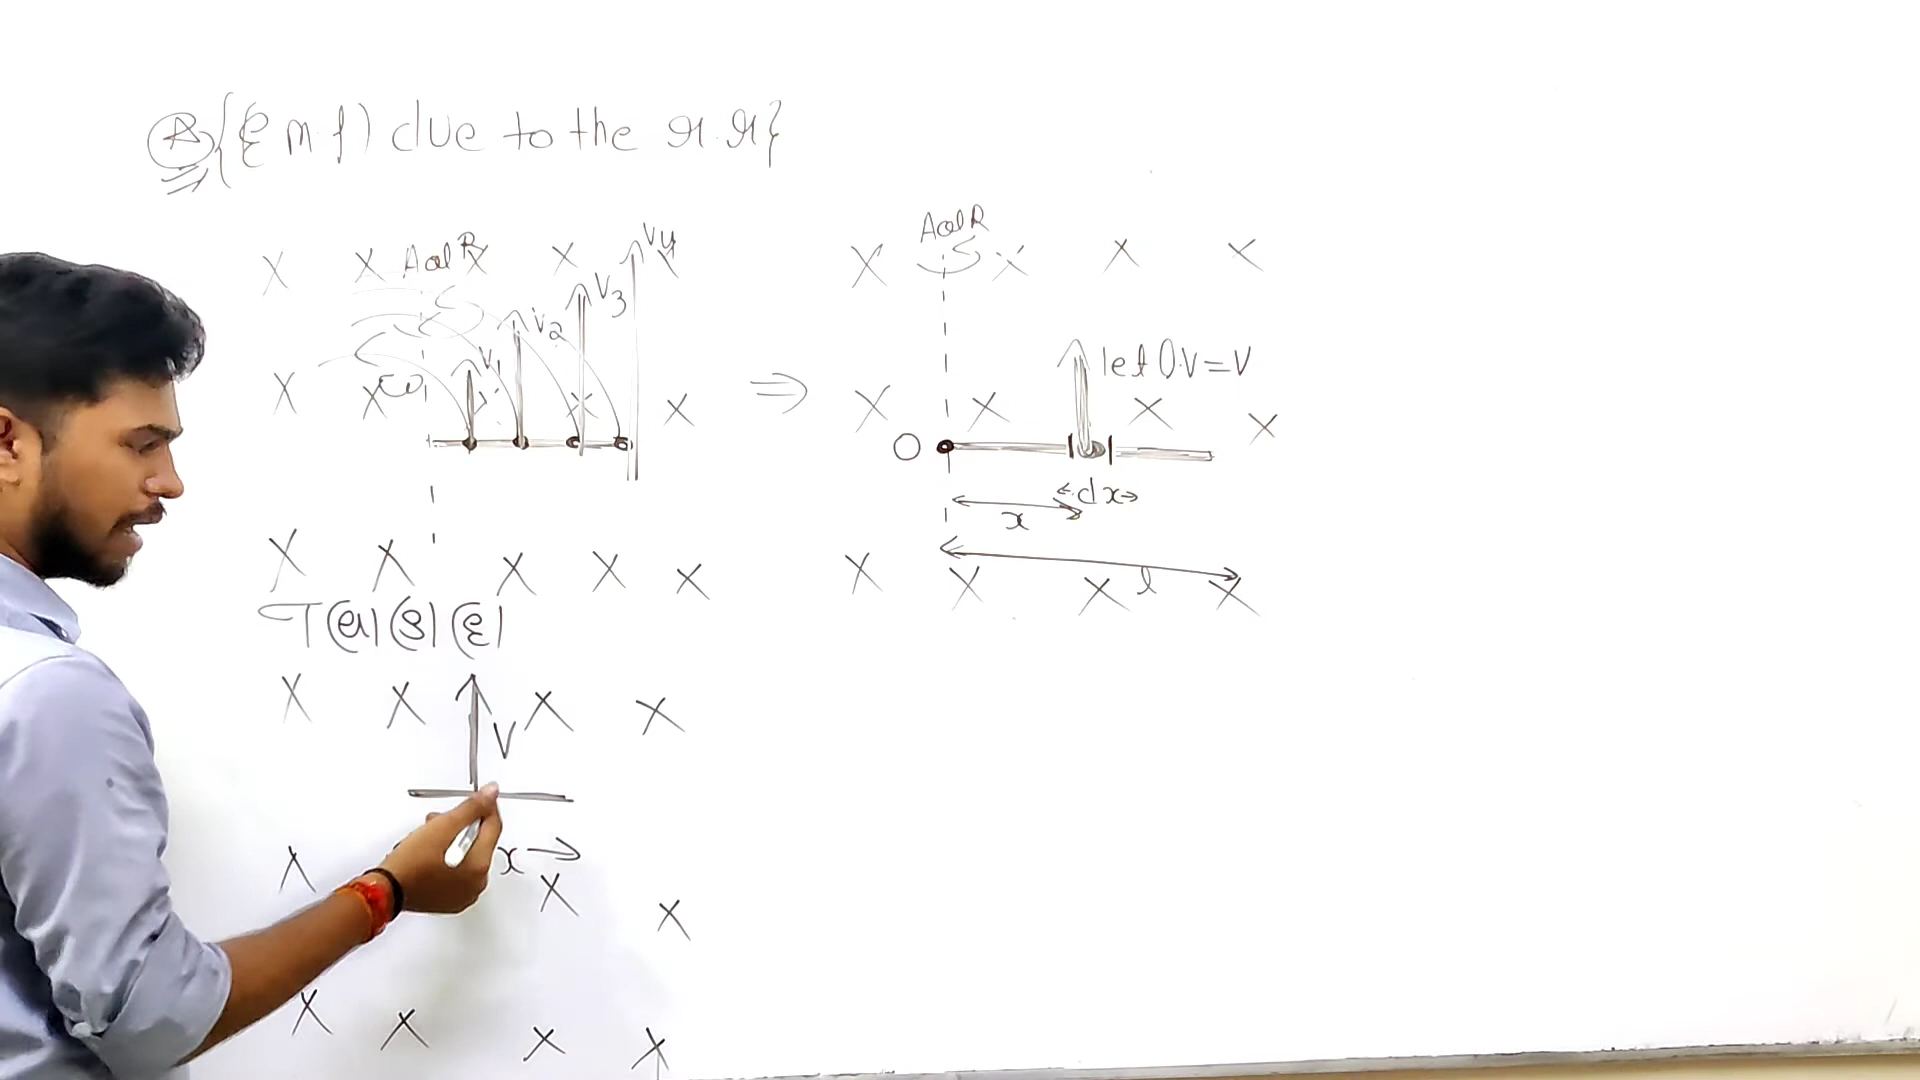 A {(emf) due to the r.r}
X X AolR X X X
V1 V2 V3 V4
X X ω X X X
X X X X X
X X V X X
X x → X X
X X X X
⇒
AolR
X X X X
let O.V = V
X X X X
O
x dx
l
X X X X